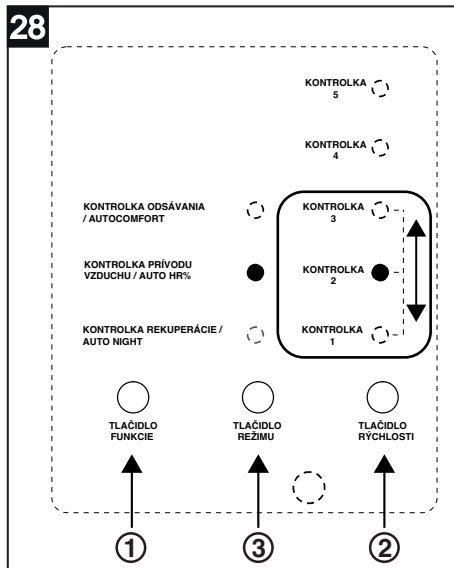 28
KONTROLKA
5
KONTROLKA
4
KONTROLKA ODSÁVANIA
/ AUTOCOMFORT
KONTROLKA
3
KONTROLKA PRÍVODU
VZDUCHU / AUTO HR%
KONTROLKA
2
KONTROLKA REKUPERÁCIE /
AUTO NIGHT
KONTROLKA
1
TLAČIDLO
FUNKCIE
TLAČIDLO
REŽIMU
TLAČIDLO
RÝCHLOSTI
1
3
2